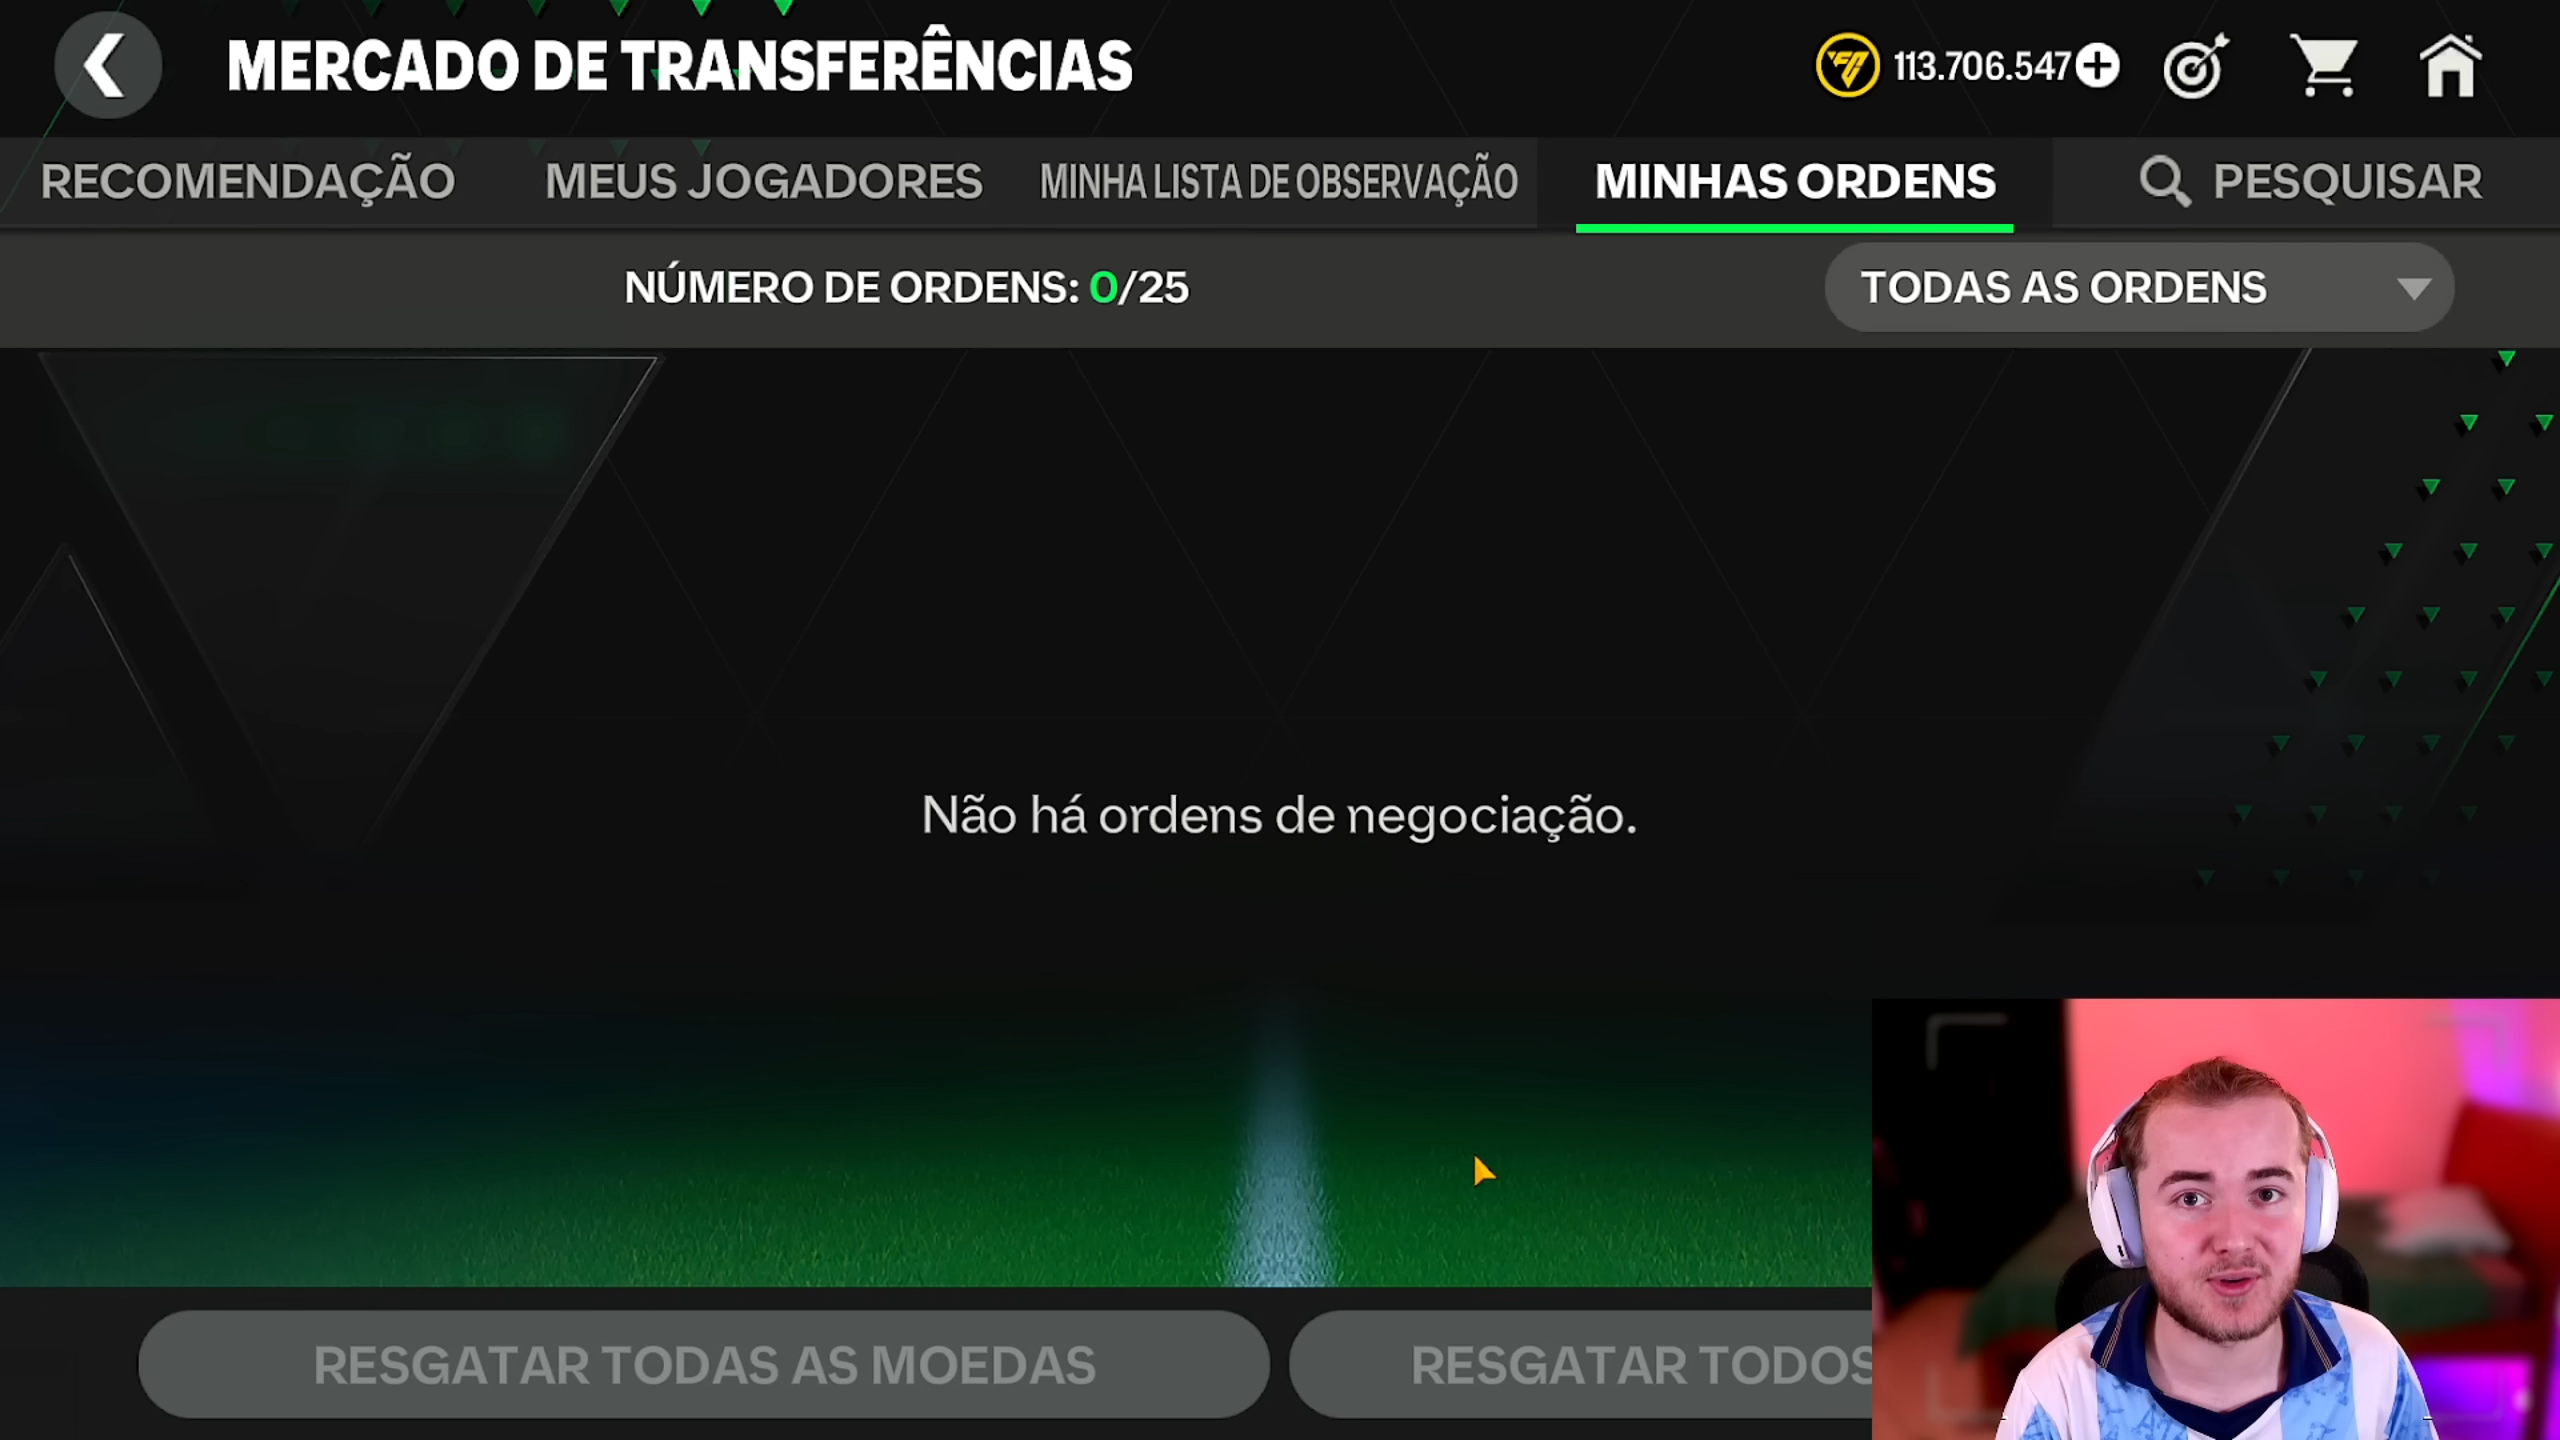 MERCADO DE TRANSFERÊNCIAS
113.706.547
RECOMENDAÇÃO MEUS JOGADORES MINHA LISTA DE OBSERVAÇÃO MINHAS ORDENS PESQUISAR
NÚMERO DE ORDENS: 0/25 TODAS AS ORDENS
Não há ordens de negociação.
RESGATAR TODAS AS MOEDAS RESGATAR TODOS